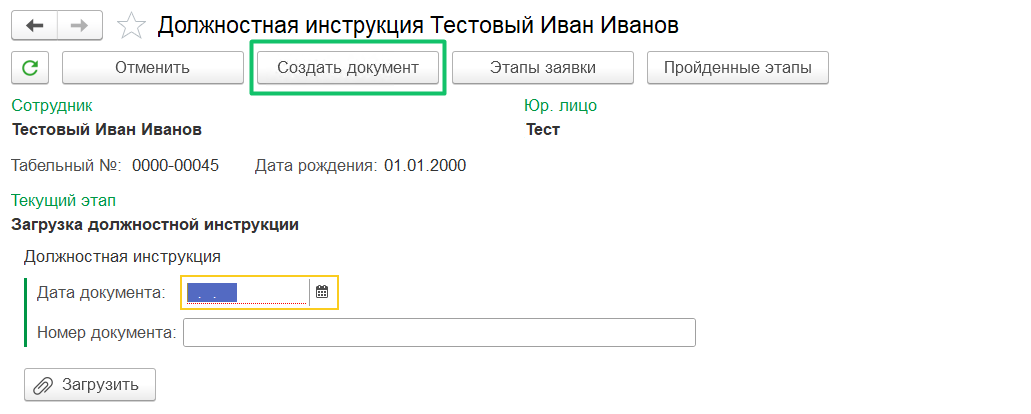 Должностная инструкция Тестовый Иван Иванов
Отменить Создать документ Этапы заявки Пройденные этапы
Сотрудник Юр. лицо
Тестовый Иван Иванов Тест
Табельный №: 0000-00045 Дата рождения: 01.01.2000
Текущий этап
Загрузка должностной инструкции
Должностная инструкция
Дата документа: . .
Номер документа:
Загрузить